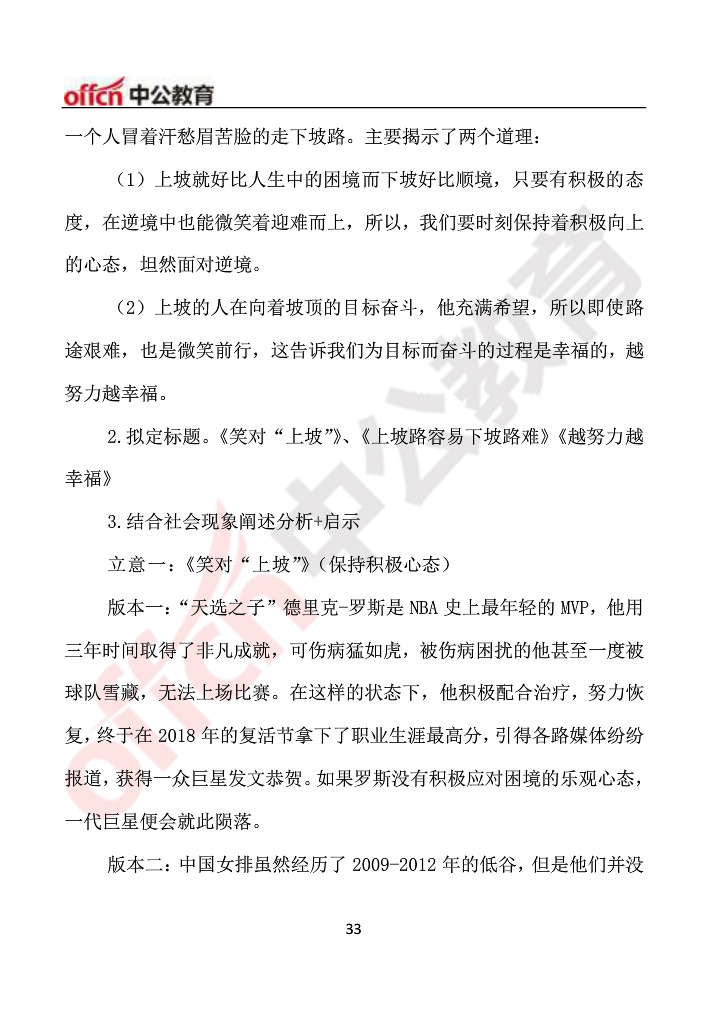 offcn 中公教育
一个人冒着汗愁眉苦脸的走下坡路。主要揭示了两个道理：
（1）上坡就好比人生中的困境而下坡好比顺境，只要有积极的态
度，在逆境中也能微笑着迎难而上，所以，我们要时刻保持着积极向上
的心态，坦然面对逆境。
（2）上坡的人在向着坡顶的目标奋斗，他充满希望，所以即使路
途艰难，也是微笑前行，这告诉我们为目标而奋斗的过程是幸福的，越
努力越幸福。
2.拟定标题。《笑对“上坡”》、《上坡路容易下坡路难》《越努力越
幸福》
3.结合社会现象阐述分析+启示
立意一：《笑对“上坡”》（保持积极心态）
版本一：“天选之子”德里克-罗斯是 NBA 史上最年轻的 MVP，他用
三年时间取得了非凡成就，可伤病猛如虎，被伤病困扰的他甚至一度被
球队雪藏，无法上场比赛。在这样的状态下，他积极配合治疗，努力恢
复，终于在 2018 年的复活节拿下了职业生涯最高分，引得各路媒体纷纷
报道，获得一众巨星发文恭贺。如果罗斯没有积极应对困境的乐观心态，
一代巨星便会就此陨落。
版本二：中国女排虽然经历了 2009-2012 年的低谷，但是他们并没
33
offcn 中公教育